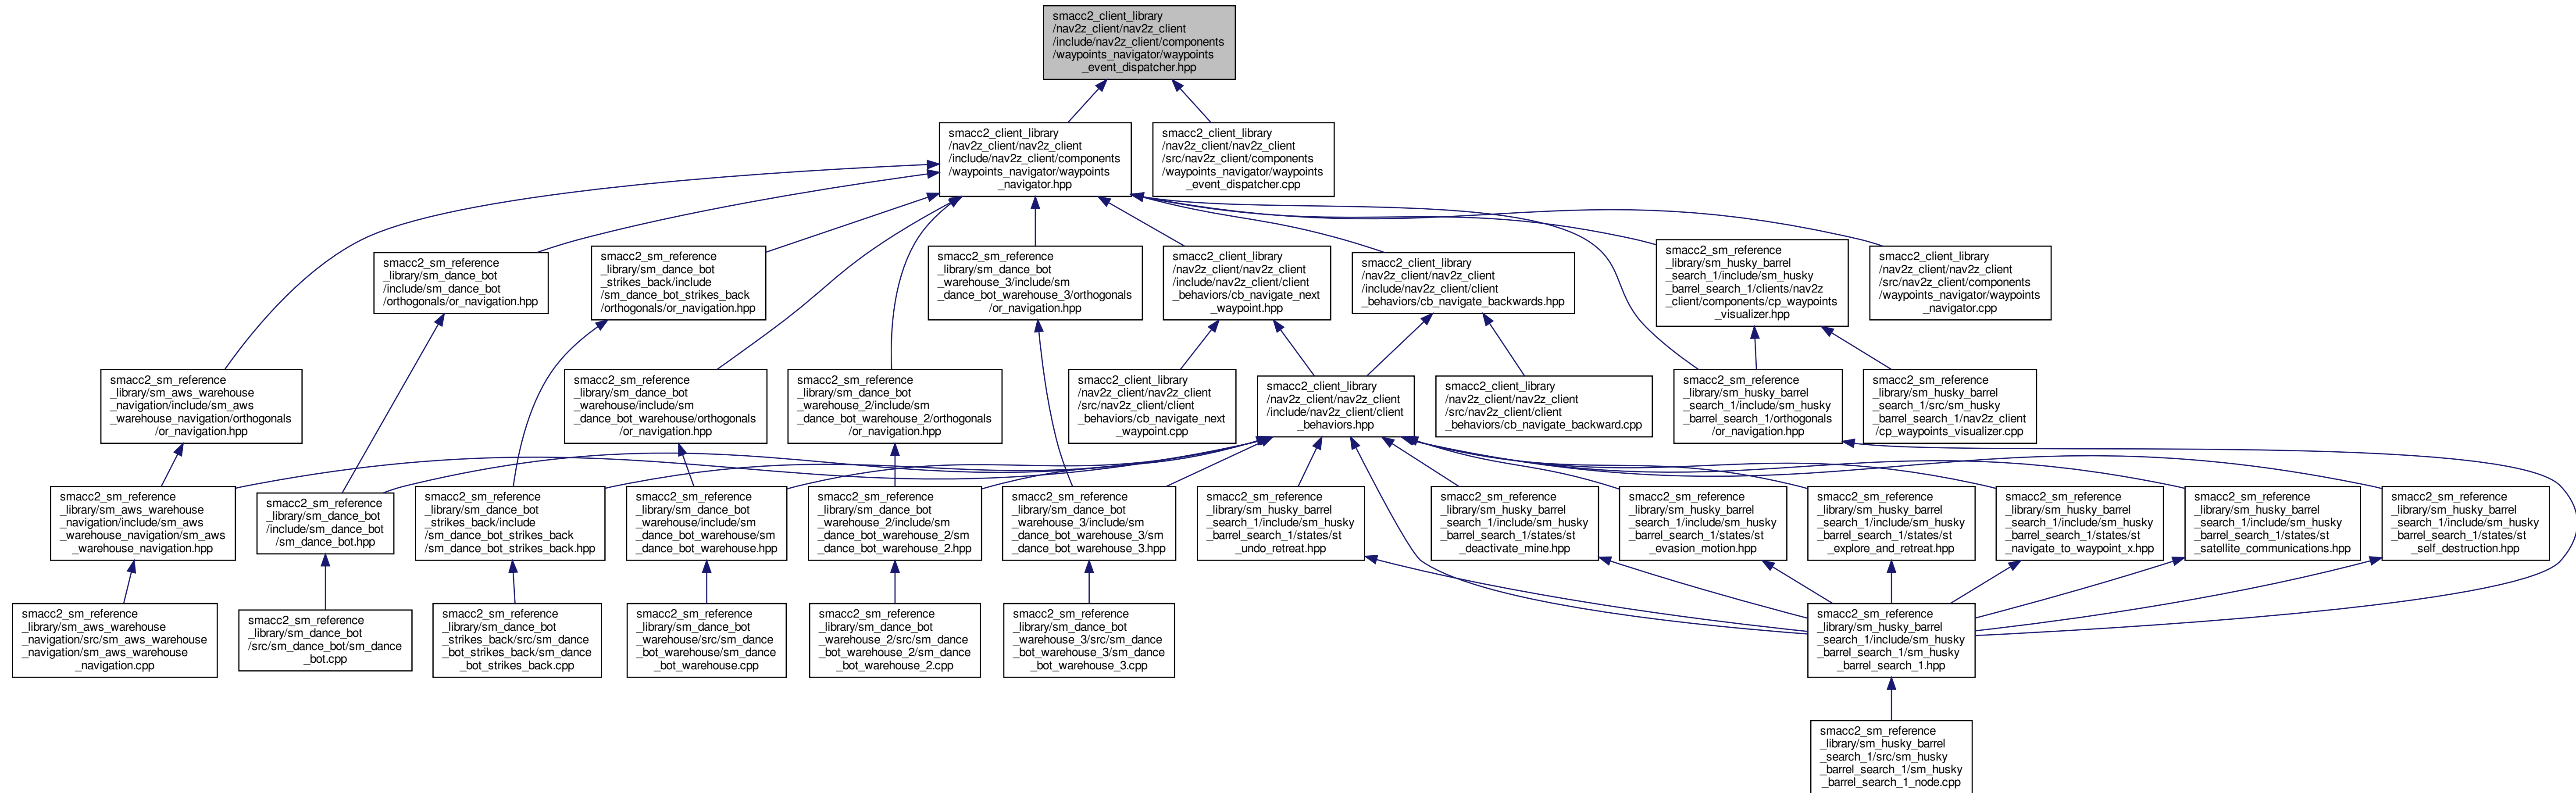 smacc2_client_library
/nav2z_client/nav2z_client
/include/nav2z_client/components
/waypoints_navigator/waypoints
_event_dispatcher.hpp
smacc2_client_library
/nav2z_client/nav2z_client
/include/nav2z_client/components
/waypoints_navigator/waypoints
_navigator.hpp
smacc2_client_library
/nav2z_client/nav2z_client
/src/nav2z_client/components
/waypoints_navigator/waypoints
_event_dispatcher.cpp
smacc2_sm_reference
_library/sm_dance_bot
/include/sm_dance_bot
/orthogonals/or_navigation.hpp
smacc2_sm_reference
_library/sm_dance_bot
_strikes_back/include
/sm_dance_bot_strikes_back
/orthogonals/or_navigation.hpp
smacc2_sm_reference
_library/sm_dance_bot
_warehouse_3/include/sm
_dance_bot_warehouse_3/orthogonals
/or_navigation.hpp
smacc2_client_library
/nav2z_client/nav2z_client
/include/nav2z_client/client
_behaviors/cb_navigate_next
_waypoint.hpp
smacc2_client_library
/nav2z_client/nav2z_client
/include/nav2z_client/client
_behaviors/cb_navigate_backwards.hpp
smacc2_sm_reference
_library/sm_husky_barrel
_search_1/include/sm_husky
_barrel_search_1/clients/nav2z
_client/components/cp_waypoints
_visualizer.hpp
smacc2_client_library
/nav2z_client/nav2z_client
/src/nav2z_client/components
/waypoints_navigator/waypoints
_navigator.cpp
smacc2_sm_reference
_library/sm_aws_warehouse
_navigation/include/sm_aws
_warehouse_navigation/orthogonals
/or_navigation.hpp
smacc2_sm_reference
_library/sm_dance_bot
_warehouse/include/sm
_dance_bot_warehouse/orthogonals
/or_navigation.hpp
smacc2_sm_reference
_library/sm_dance_bot
_warehouse_2/include/sm
_dance_bot_warehouse_2/orthogonals
/or_navigation.hpp
smacc2_client_library
/nav2z_client/nav2z_client
/src/nav2z_client/client
_behaviors/cb_navigate_next
_waypoint.cpp
smacc2_client_library
/nav2z_client/nav2z_client
/include/nav2z_client/client
_behaviors.hpp
smacc2_client_library
/nav2z_client/nav2z_client
/src/nav2z_client/client
_behaviors/cb_navigate_backward.cpp
smacc2_sm_reference
_library/sm_husky_barrel
_search_1/include/sm_husky
_barrel_search_1/orthogonals
/or_navigation.hpp
smacc2_sm_reference
_library/sm_husky_barrel
_search_1/src/sm_husky
_barrel_search_1/nav2z_client
/cp_waypoints_visualizer.cpp
smacc2_sm_reference
_library/sm_aws_warehouse
_navigation/include/sm_aws
_warehouse_navigation/sm_aws
_warehouse_navigation.hpp
smacc2_sm_reference
_library/sm_dance_bot
/include/sm_dance_bot
/sm_dance_bot.hpp
smacc2_sm_reference
_library/sm_dance_bot
_strikes_back/include
/sm_dance_bot_strikes_back
/sm_dance_bot_strikes_back.hpp
smacc2_sm_reference
_library/sm_dance_bot
_warehouse/include/sm
_dance_bot_warehouse/sm
_dance_bot_warehouse.hpp
smacc2_sm_reference
_library/sm_dance_bot
_warehouse_2/include/sm
_dance_bot_warehouse_2/sm
_dance_bot_warehouse_2.hpp
smacc2_sm_reference
_library/sm_dance_bot
_warehouse_3/include/sm
_dance_bot_warehouse_3/sm
_dance_bot_warehouse_3.hpp
smacc2_sm_reference
_library/sm_husky_barrel
_search_1/include/sm_husky
_barrel_search_1/states/st
_undo_retreat.hpp
smacc2_sm_reference
_library/sm_husky_barrel
_search_1/include/sm_husky
_barrel_search_1/states/st
_deactivate_mine.hpp
smacc2_sm_reference
_library/sm_husky_barrel
_search_1/include/sm_husky
_barrel_search_1/states/st
_evasion_motion.hpp
smacc2_sm_reference
_library/sm_husky_barrel
_search_1/include/sm_husky
_barrel_search_1/states/st
_explore_and_retreat.hpp
smacc2_sm_reference
_library/sm_husky_barrel
_search_1/include/sm_husky
_barrel_search_1/states/st
_navigate_to_waypoint_x.hpp
smacc2_sm_reference
_library/sm_husky_barrel
_search_1/include/sm_husky
_barrel_search_1/states/st
_satellite_communications.hpp
smacc2_sm_reference
_library/sm_husky_barrel
_search_1/include/sm_husky
_barrel_search_1/states/st
_self_destruction.hpp
smacc2_sm_reference
_library/sm_aws_warehouse
_navigation/src/sm_aws_warehouse
_navigation/sm_aws_warehouse
_navigation.cpp
smacc2_sm_reference
_library/sm_dance_bot
/src/sm_dance_bot/sm_dance
_bot.cpp
smacc2_sm_reference
_library/sm_dance_bot
_strikes_back/src/sm_dance
_bot_strikes_back/sm_dance
_bot_strikes_back.cpp
smacc2_sm_reference
_library/sm_dance_bot
_warehouse/src/sm_dance
_bot_warehouse/sm_dance
_bot_warehouse.cpp
smacc2_sm_reference
_library/sm_dance_bot
_warehouse_2/src/sm_dance
_bot_warehouse_2/sm_dance
_bot_warehouse_2.cpp
smacc2_sm_reference
_library/sm_dance_bot
_warehouse_3/src/sm_dance
_bot_warehouse_3/sm_dance
_bot_warehouse_3.cpp
smacc2_sm_reference
_library/sm_husky_barrel
_search_1/include/sm_husky
_barrel_search_1/sm_husky
_barrel_search_1.hpp
smacc2_sm_reference
_library/sm_husky_barrel
_search_1/src/sm_husky
_barrel_search_1/sm_husky
_barrel_search_1_node.cpp